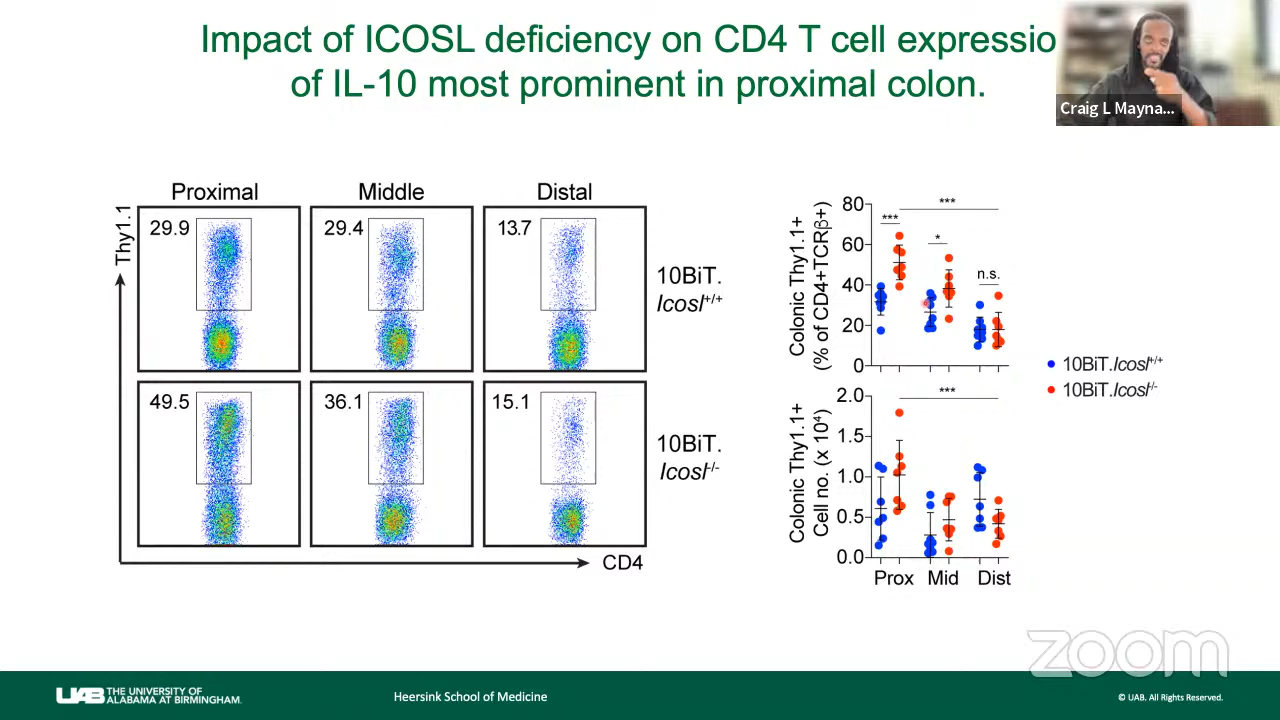 Impact of ICOSL deficiency on CD4 T cell expressio
of IL-10 most prominent in proximal colon.
Craig L Mayna...
Proximal
Middle
Distal
Thy1.1
29.9
29.4
13.7
10BiT.
Icosl+/+
49.5
36.1
15.1
10BiT.
Icosl-/-
CD4
Colonic Thy1.1+
(% of CD4+TCRβ+)
80
60
40
20
0
***
***
*
n.s.
10BiT.Icosl+/+
10BiT.Icosl-/-
Colonic Thy1.1+
Cell no. (x 10⁴)
2.0
1.5
1.0
0.5
0.0
***
Prox
Mid
Dist
zoom
UAB THE UNIVERSITY OF
ALABAMA AT BIRMINGHAM.
Heersink School of Medicine
© UAB. All Rights Reserved.